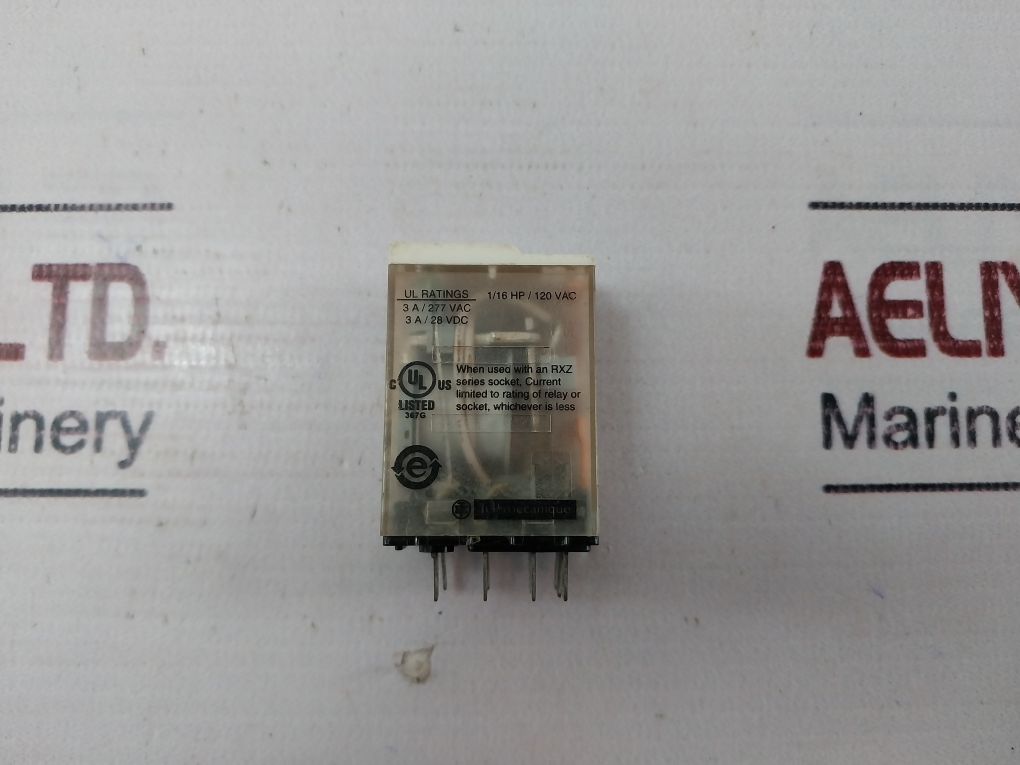 LTD.
AELIN
inery
Marine
UL RATINGS 1/16 HP / 120 VAC
3 A / 277 VAC
3 A / 28 VDC
When used with an RXZ
series socket, Current
limited to rating of relay or
socket, whichever is less
C UL US
LISTED
367G
e
Telemecanique